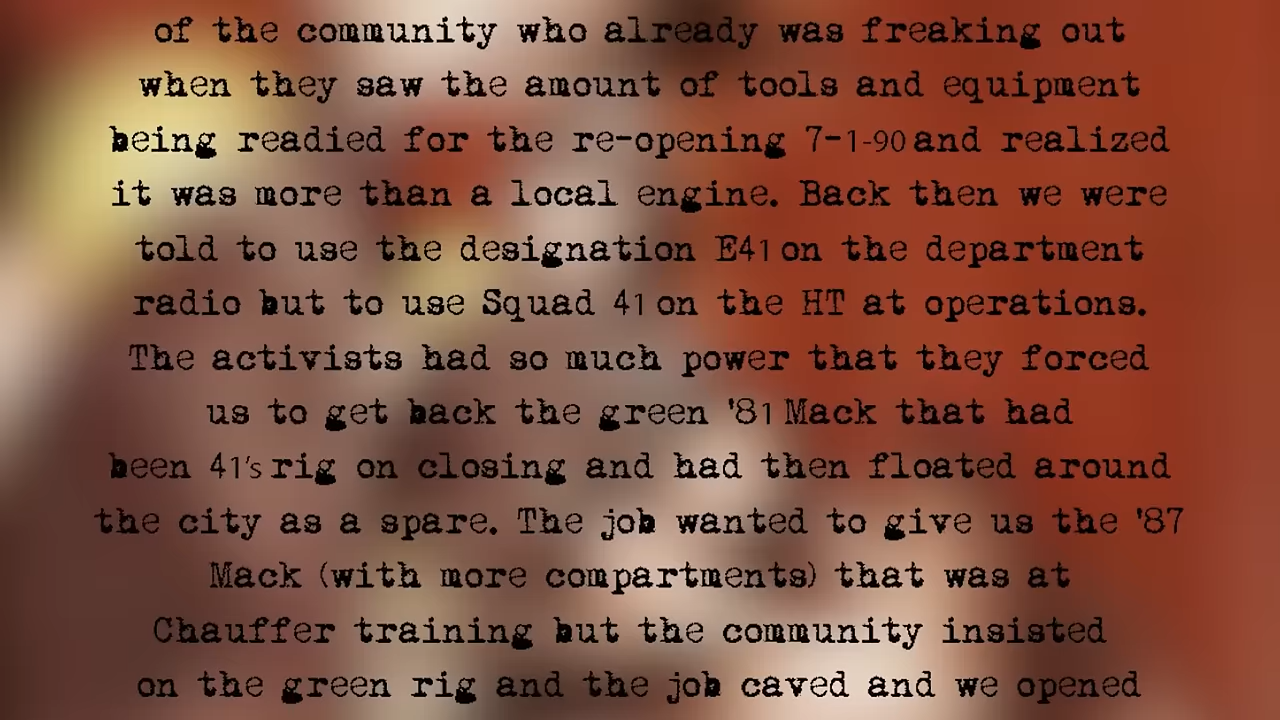 of the community who already was freaking out
when they saw the amount of tools and equipment
being readied for the re-opening 7-1-90 and realized
it was more than a local engine. Back then we were
told to use the designation E41 on the department
radio but to use Squad 41 on the HT at operations.
The activists had so much power that they forced
us to get back the green '81 Mack that had
been 41's rig on closing and had then floated around
the city as a spare. The job wanted to give us the '87
Mack (with more compartments) that was at
Chauffer training but the community insisted
on the green rig and the job caved and we opened